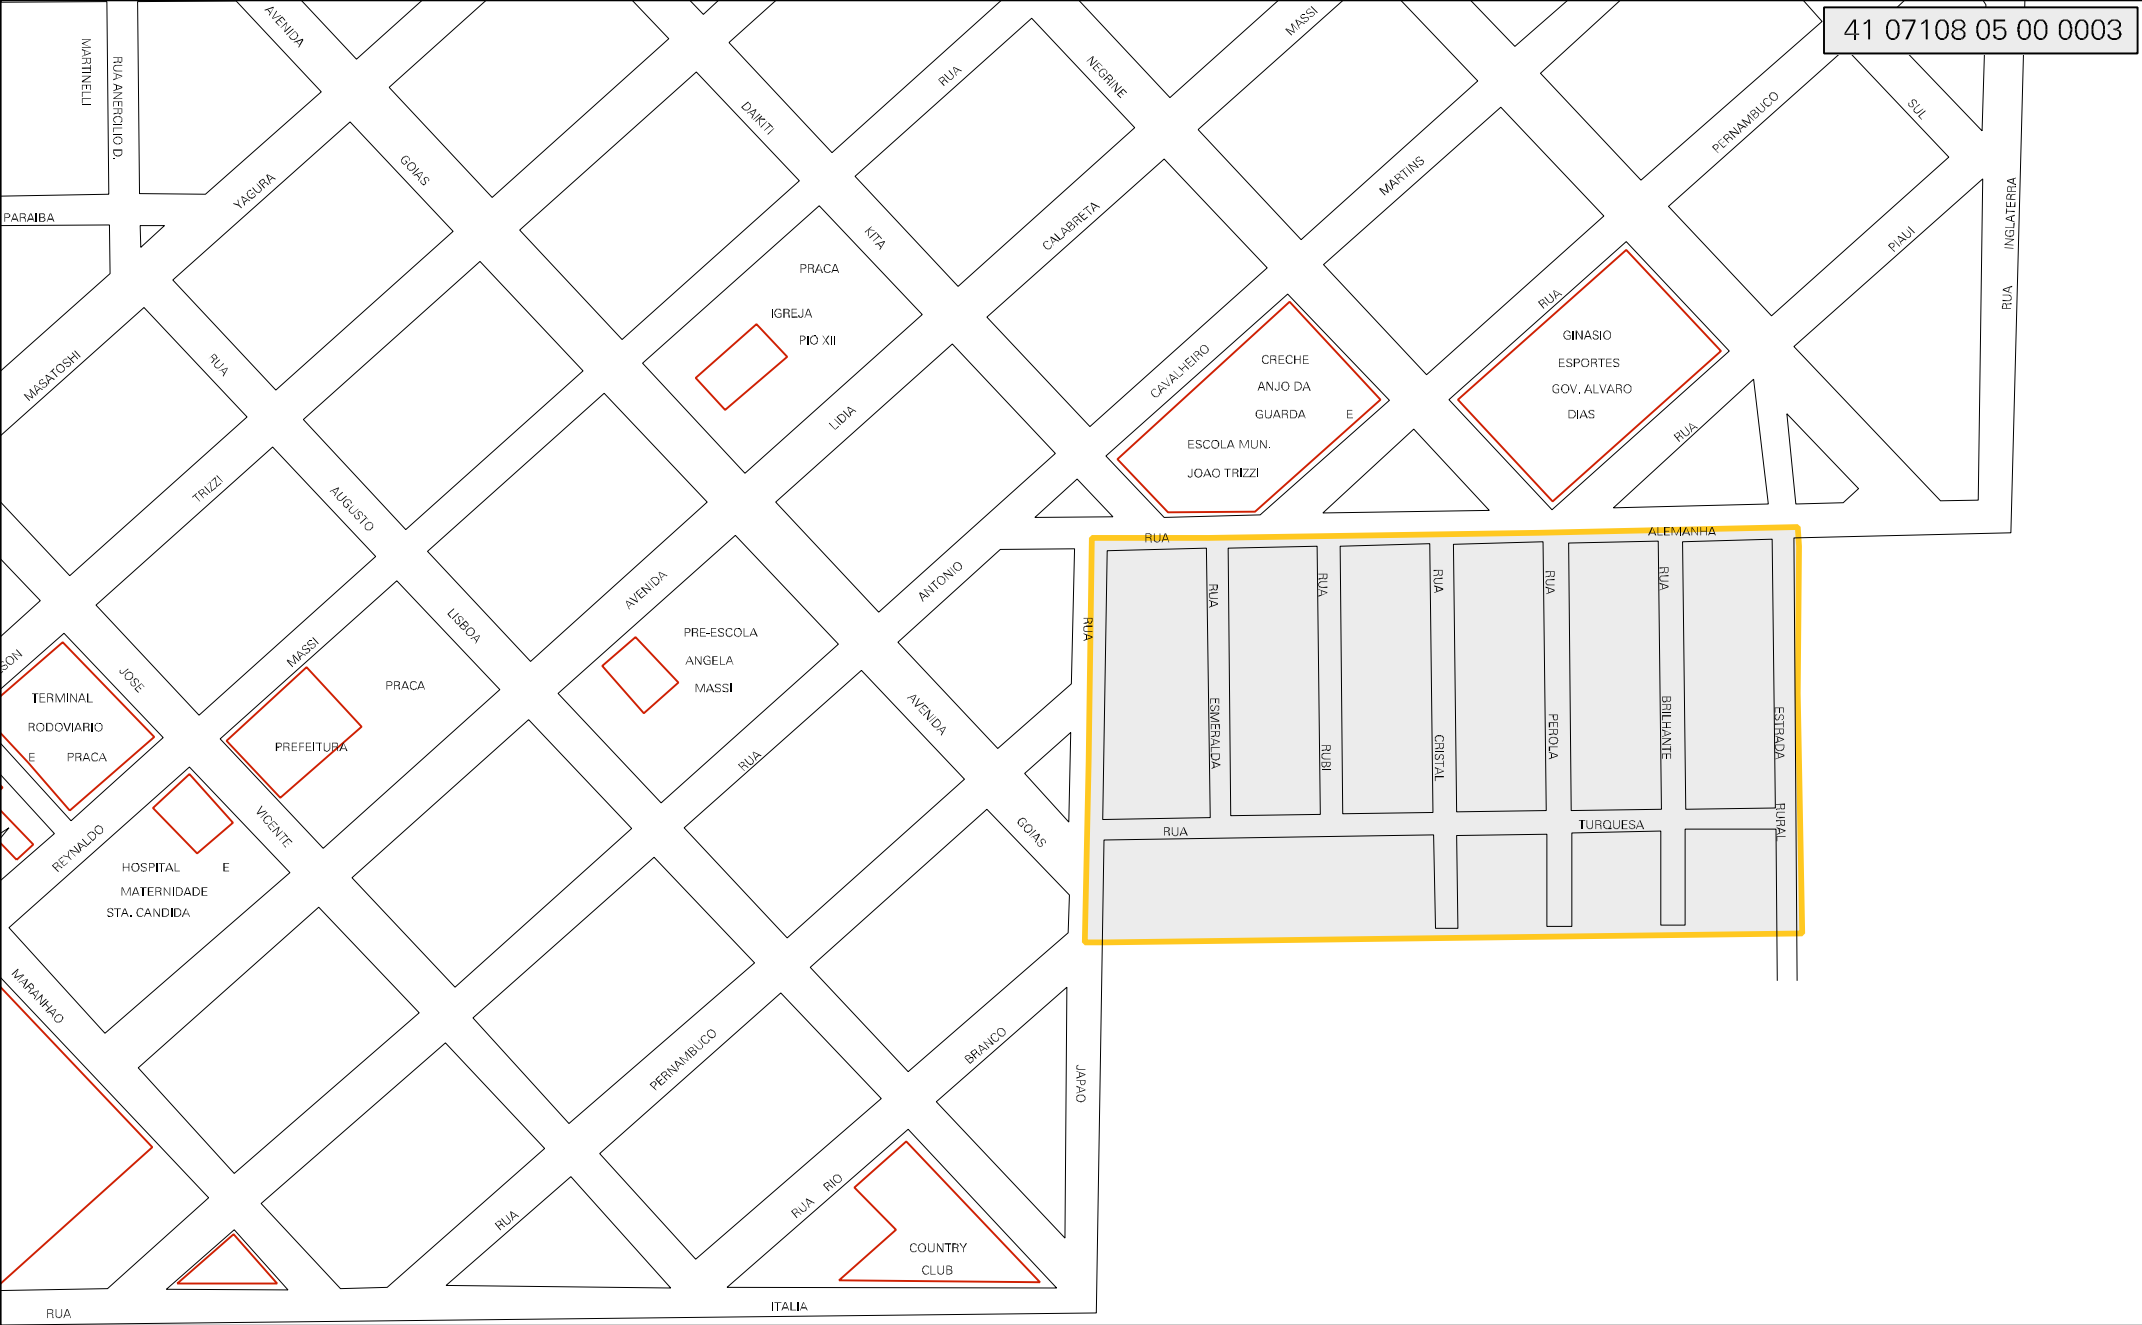 41 07108 05 00 0003
AVENIDA
MARTINELLI
RUA ANERCILIO D.
MASSI
RUA
NEGRINE
DAIKITI
PERNAMBUCO
SUL
GOIAS
YAGURA
MARTINS
PARAIBA
CALABRETA
KITA
PIAUI
INGLATERRA
RUA
PRACA
IGREJA
PIO XII
RUA
GINASIO
ESPORTES
GOV. ALVARO
DIAS
CRECHE
ANJO DA
GUARDA E
ESCOLA MUN.
JOAO TRIZZI
CAVALHEIRO
MASATOSHI
RUA
LIDIA
RUA
TRIZZI
AUGUSTO
RUA
ALEMANHA
ANTONIO
AVENIDA
RUA
RUA
RUA
RUA
RUA
RUA
LISBOA
PRE-ESCOLA
ANGELA
MASSI
MASSI
SON
JOSE
TERMINAL
RODOVIARIO
E PRACA
PRACA
PREFEITURA
AVENIDA
RUA
ESMERALDA
RUBI
CRISTAL
PEROLA
BRILHANTE
ESTRADA
RURAL
RUA
TURQUESA
VICENTE
GOIAS
REYNALDO
HOSPITAL E
MATERNIDADE
STA. CANDIDA
MARANHAO
PERNAMBUCO
BRANCO
JAPAO
RUA RIO
RUA
COUNTRY
CLUB
RUA
ITALIA